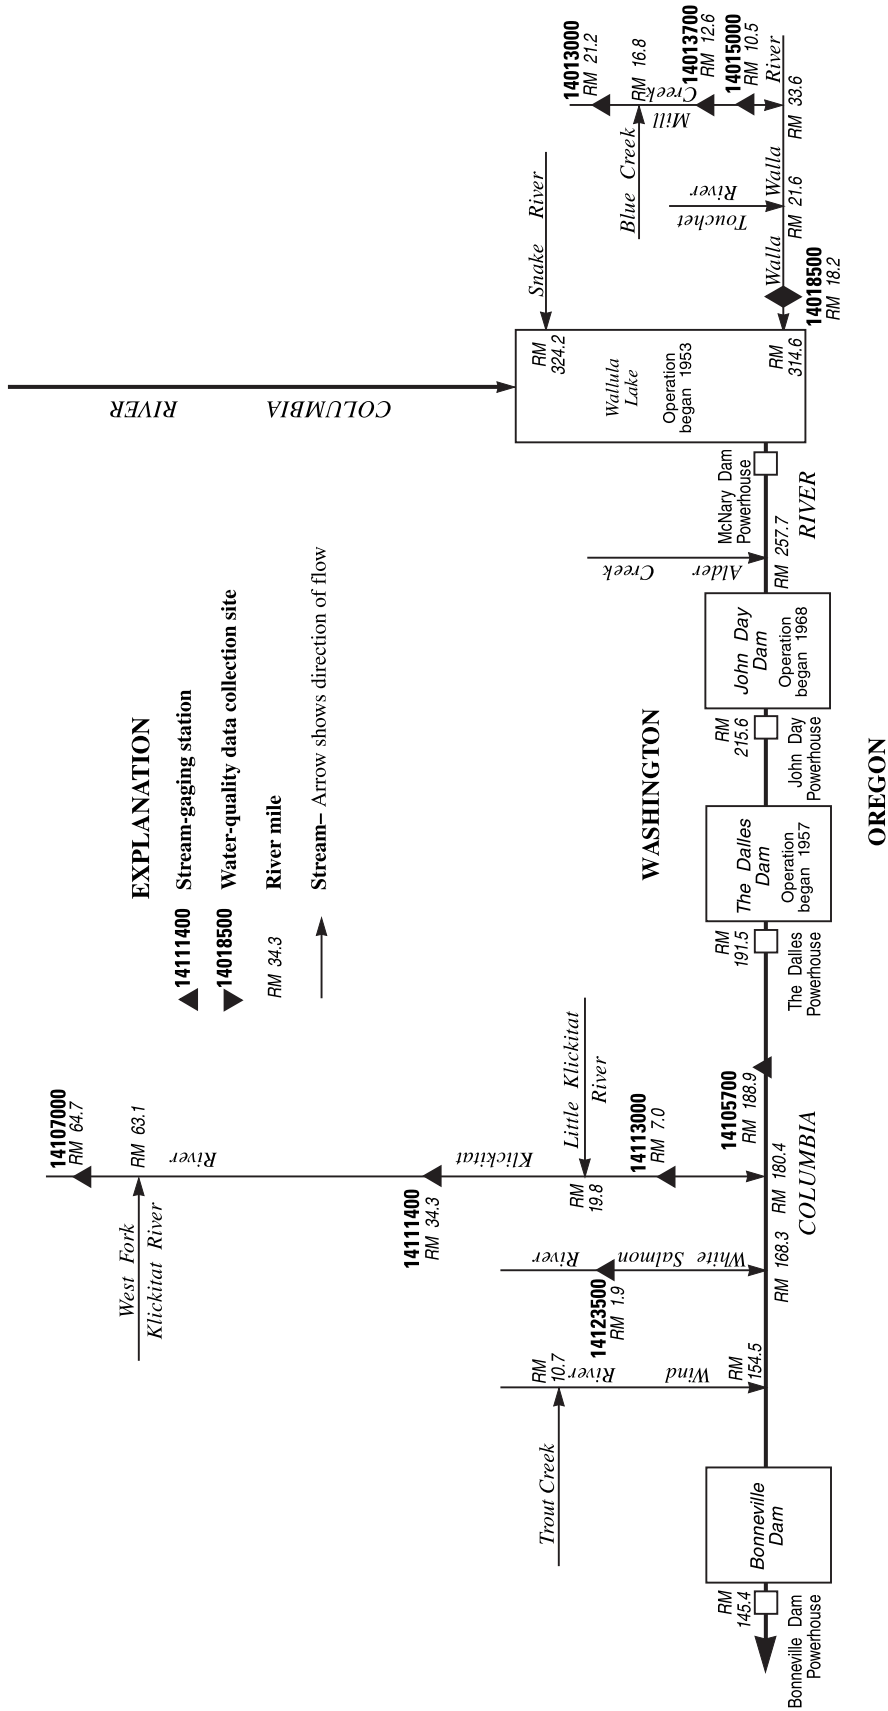 14013000
RM 21.2
RM 16.8
Blue Creek
Mill Creek
14013700
RM 12.6
14015000
RM 10.5
River
RM 33.6
Walla
Touchet River
RM 21.6
Walla
14018500
RM 18.2
Snake River
RM
324.2
RM
314.6
Wallula
Lake
Operation
began 1953
COLUMBIA RIVER
McNary Dam
Powerhouse
RIVER
Alder Creek
RM 257.7
EXPLANATION
14111400 Stream-gaging station
14018500 Water-quality data collection site
RM 34.3 River mile
Stream– Arrow shows direction of flow
WASHINGTON
OREGON
John Day
Dam
Operation
began 1968
RM
215.6
John Day
Powerhouse
The Dalles
Dam
Operation
began 1957
RM
191.5
The Dalles
Powerhouse
14105700
RM 188.9
14107000
RM 64.7
RM 63.1
West Fork
Klickitat River
Klickitat River
14111400
RM 34.3
Little Klickitat
River
RM
19.8
14113000
RM 7.0
RM 180.4
COLUMBIA
White Salmon River
14123500
RM 1.9
RM 168.3
Wind River
RM
10.7
Trout Creek
RM
154.5
Bonneville
Dam
RM
145.4
Bonneville Dam
Powerhouse